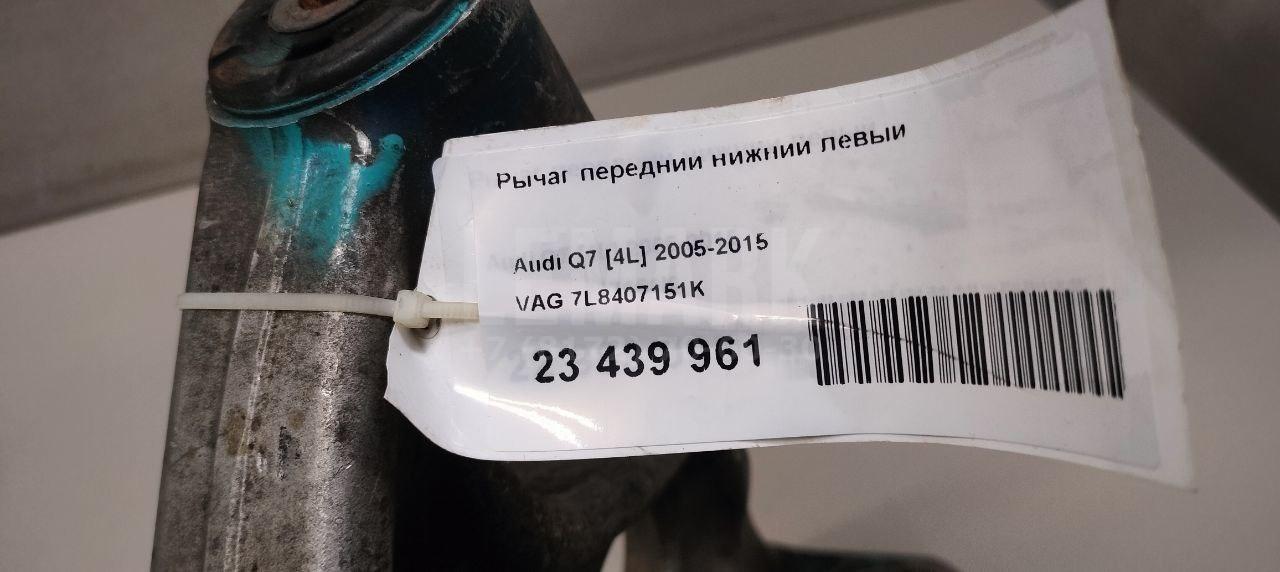 Рычаг передний нижний левый
Audi Q7 [4L] 2005-2015
VAG 7L8407151K
23 439 961